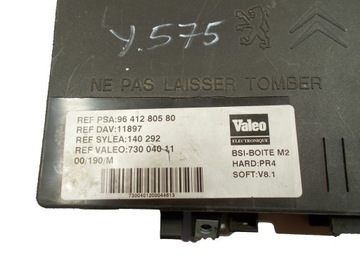 y.575
NE PAS LAISSER TOMBER
REF PSA:96 412 805 80
REF DAV:11897
REF SYLEA:140 292
REF VALEO:730 040 11
00/190/M
Valeo
ELECTRONIQUE
BSI-BOITE M2
HARD:PR4
SOFT:V8.1